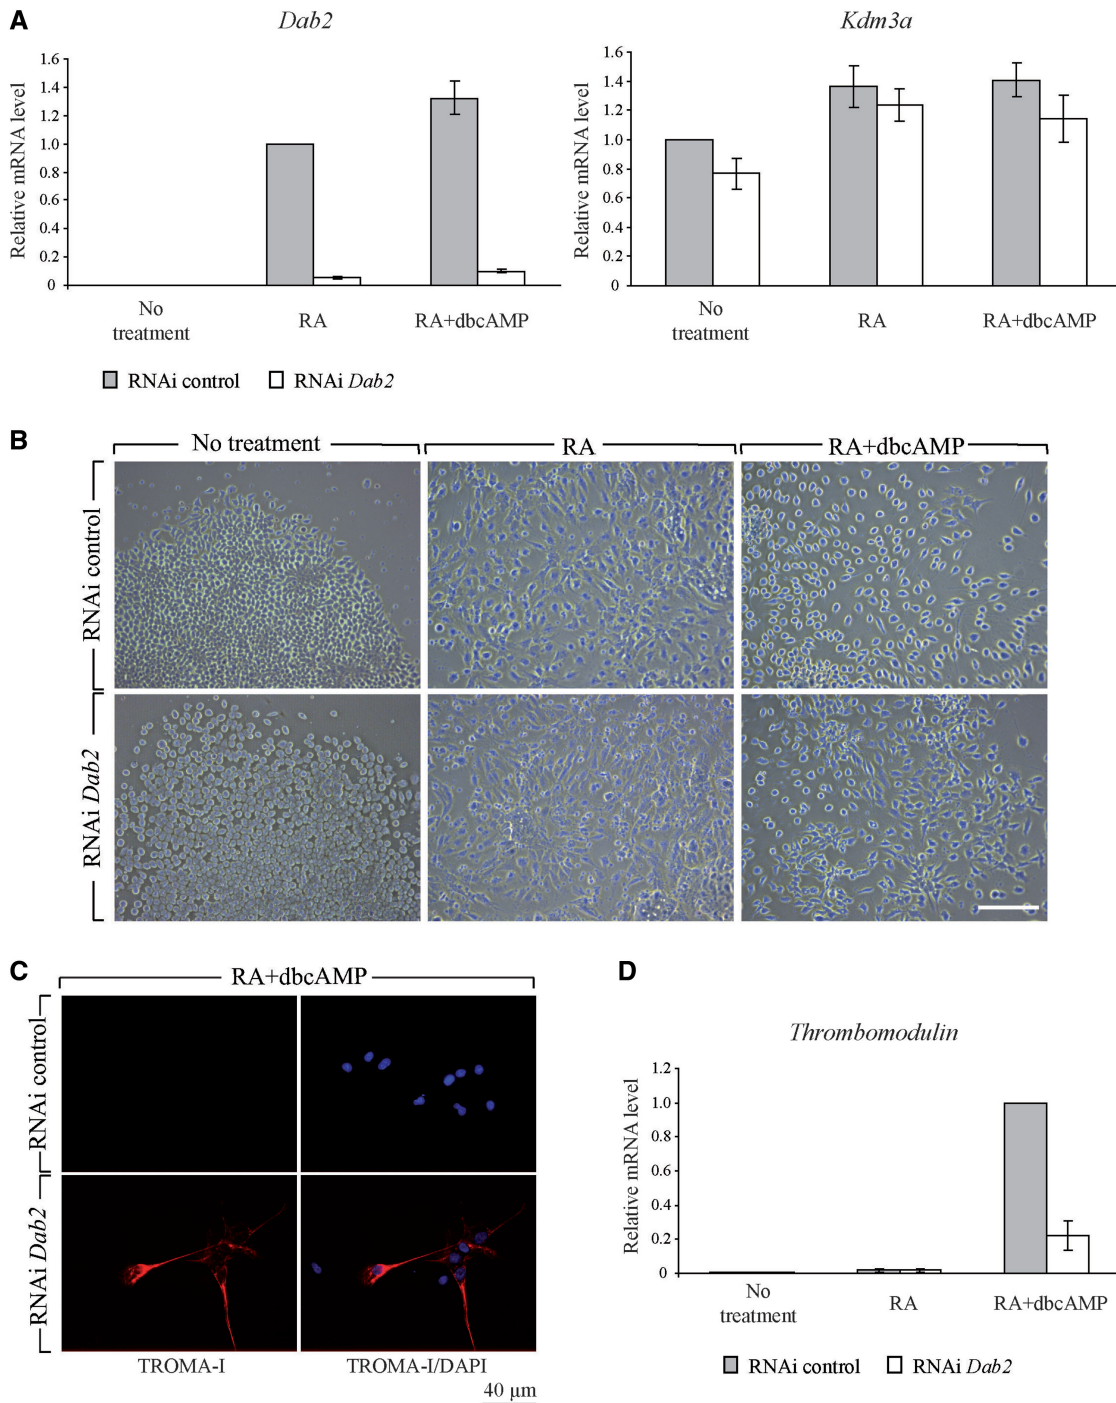 A
Dab2
Relative mRNA level
1.6
1.4
1.2
1.0
0.8
0.6
0.4
0.2
0
No treatment
RA
RA+dbcAMP
Kdm3a
Relative mRNA level
1.6
1.4
1.2
1.0
0.8
0.6
0.4
0.2
0
No treatment
RA
RA+dbcAMP
RNAi control
RNAi Dab2
B
No treatment
RA
RA+dbcAMP
RNAi control
RNAi Dab2
C
RA+dbcAMP
RNAi control
RNAi Dab2
TROMA-I
TROMA-I/DAPI
40 μm
D
Thrombomodulin
Relative mRNA level
1.2
1.0
0.8
0.6
0.4
0.2
0
No treatment
RA
RA+dbcAMP
RNAi control
RNAi Dab2